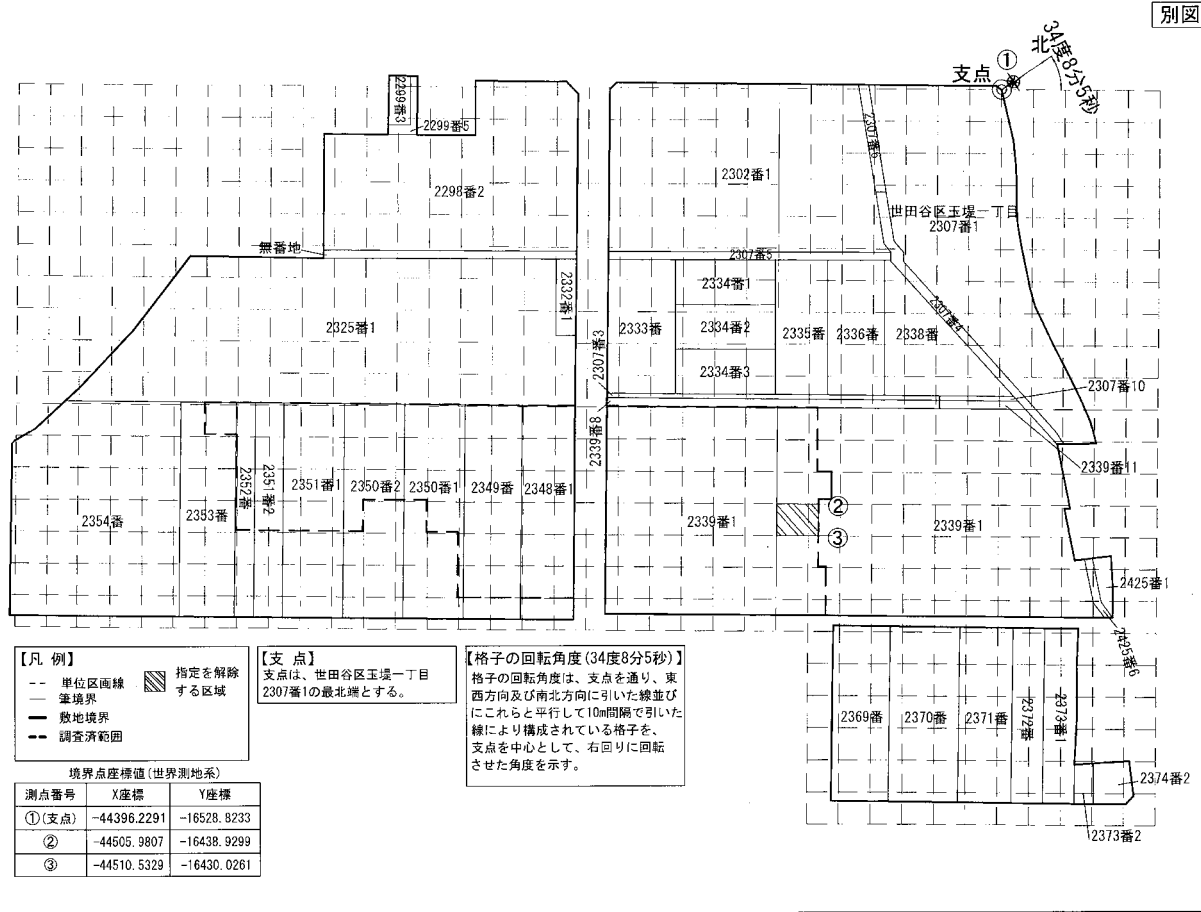 別図
34度8分5秒
北
①
支点
2299番3
2299番5
2298番2
2302番1
2307番6
世田谷区玉堤一丁目
2307番1
無番地
2307番5
2325番1
2332番1
2333番
2334番1
2334番2
2334番3
2335番
2336番
2338番
2307番4
2307番3
2307番10
2339番8
2339番11
2354番
2353番
2352番
2351番2
2351番1
2350番2
2350番1
2349番
2348番1
2339番1
②
③
2339番1
2425番1
2425番6
2369番
2370番
2371番
2372番
2373番1
2374番2
2373番2
【凡 例】
単位区画線
筆境界
敷地境界
調査済範囲
指定を解除
する区域
【支 点】
支点は、世田谷区玉堤一丁目
2307番1の最北端とする。
【格子の回転角度(34度8分5秒)】
格子の回転角度は、支点を通り、東
西方向及び南北方向に引いた線並び
にこれらと平行して10m間隔で引いた
線により構成されている格子を、
支点を中心として、右回りに回転
させた角度を示す。
境界点座標値(世界測地系)
測点番号 X座標 Y座標
①(支点) -44396.2291 -16528.8233
② -44505.9807 -16438.9299
③ -44510.5329 -16430.0261